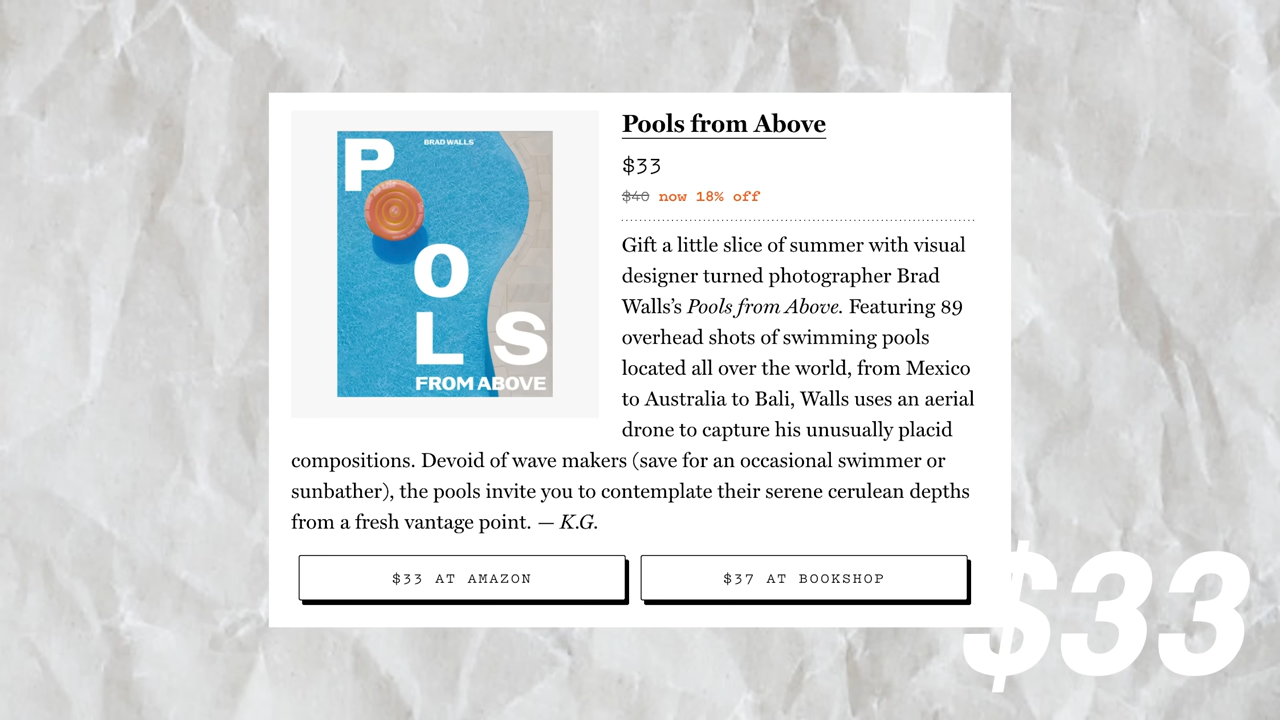 P
BRAD WALLS
O
L S
FROM ABOVE
Pools from Above
$33
$40 now 18% off
Gift a little slice of summer with visual
designer turned photographer Brad
Walls’s Pools from Above. Featuring 89
overhead shots of swimming pools
located all over the world, from Mexico
to Australia to Bali, Walls uses an aerial
drone to capture his unusually placid
compositions. Devoid of wave makers (save for an occasional swimmer or
sunbather), the pools invite you to contemplate their serene cerulean depths
from a fresh vantage point. — K.G.
$33 AT AMAZON
$37 AT BOOKSHOP
$33